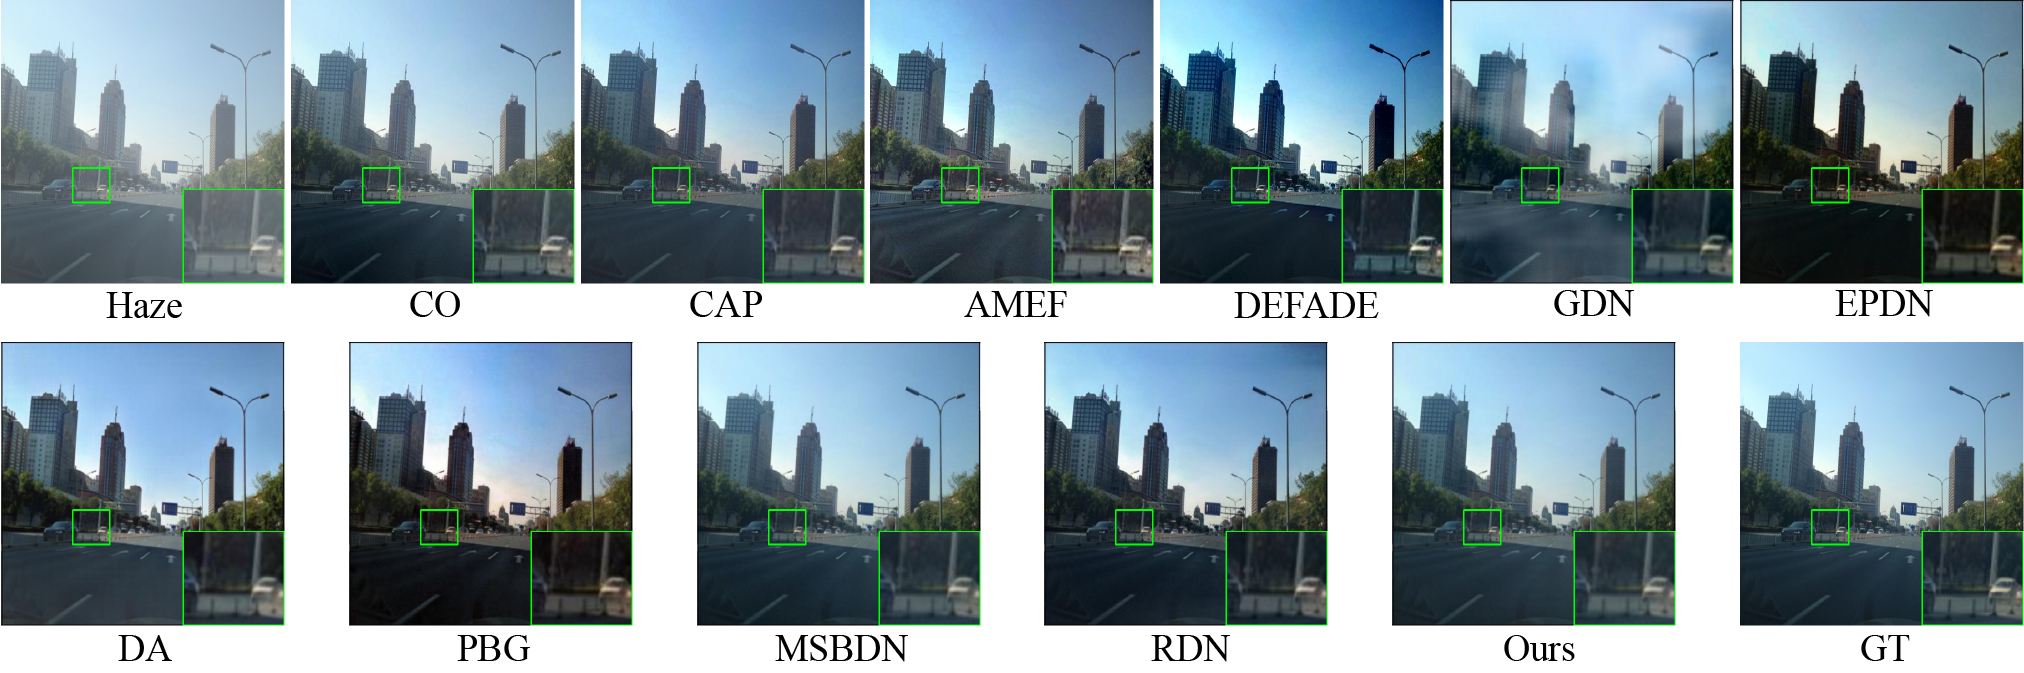 Haze CO CAP AMEF DEFADE GDN EPDN
DA PBG MSBDN RDN Ours GT